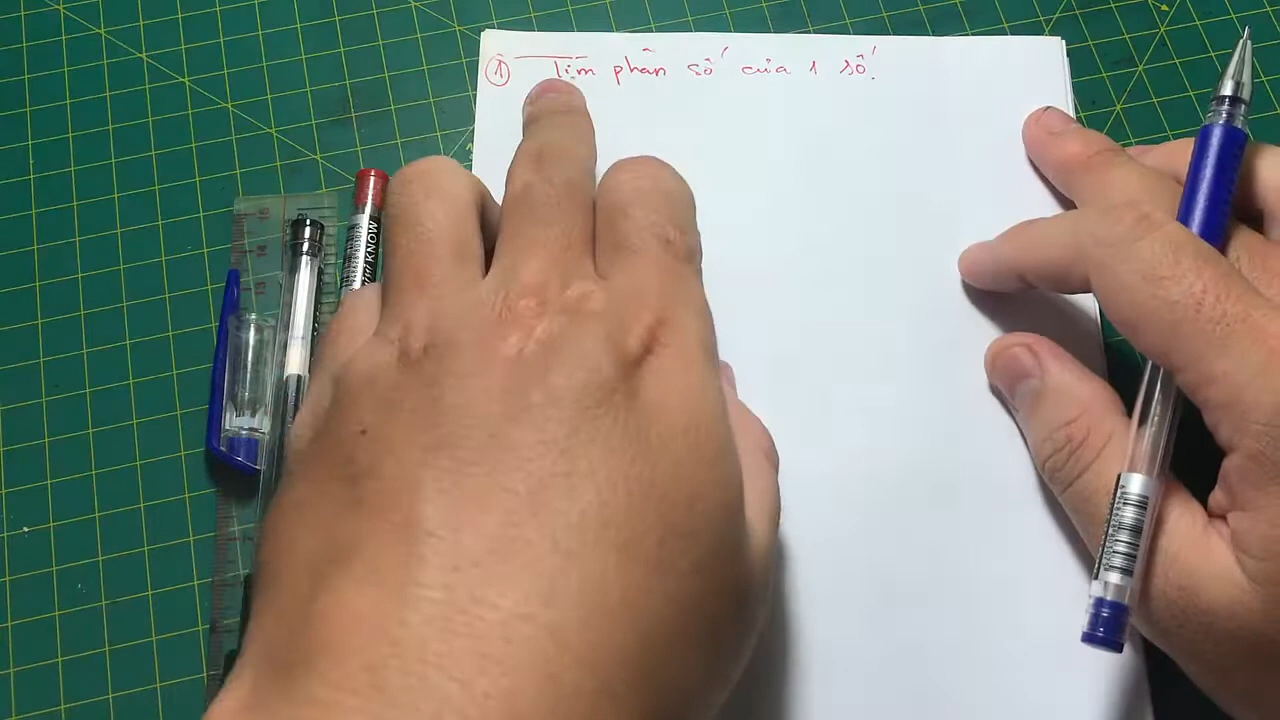 ① Tìm phân số của 1 số.
KNOW